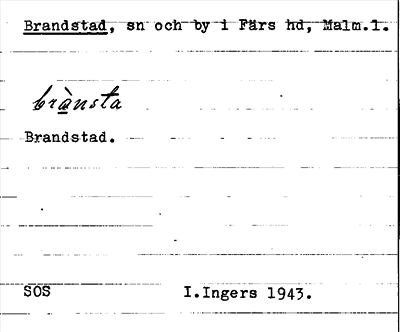 Brandstad, sn och by i Färs hd, Malm.l.
brànsta
Brandstad.
SOS I.Ingers 1943.